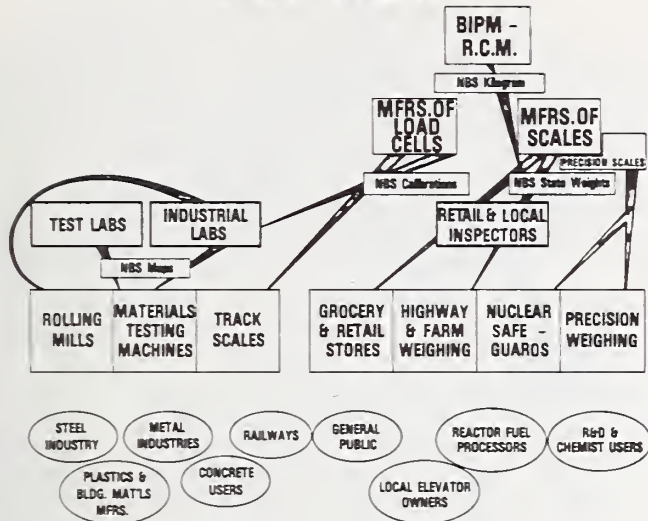 BIPM -
R.C.M.
NBS Kilogram
MFRS. OF
LOAD
CELLS
MFRS. OF
SCALES
PRECISION SCALES
NBS Calibrations
NBS State Weights
TEST LABS
INDUSTRIAL
LABS
RETAIL & LOCAL
INSPECTORS
NBS
ROLLING
MILLS
MATERIALS
TESTING
MACHINES
TRACK
SCALES
GROCERY
& RETAIL
STORES
HIGHWAY
& FARM
WEIGHING
NUCLEAR
SAFE -
GUAROS
PRECISION
WEIGHING
STEEL
INDUSTRY
METAL
INDUSTRIES
RAILWAYS
GENERAL
PUBLIC
REACTOR FUEL
PROCESSORS
R&D &
CHEMIST USERS
PLASTICS &
BLDG. MAT'LS
MFRS.
CONCRETE
USERS
LOCAL ELEVATOR
OWNERS